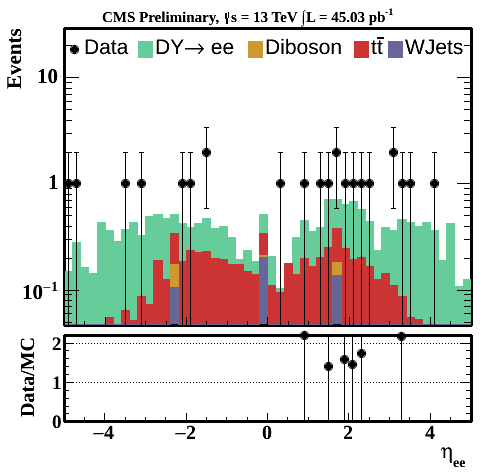 CMS Preliminary, √s = 13 TeV ∫L = 45.03 pb⁻¹
Events
Data DY→ ee Diboson tt̄ WJets
10
1
10⁻¹
Data/MC
2
1
0
−4 −2 0 2 4
η_ee